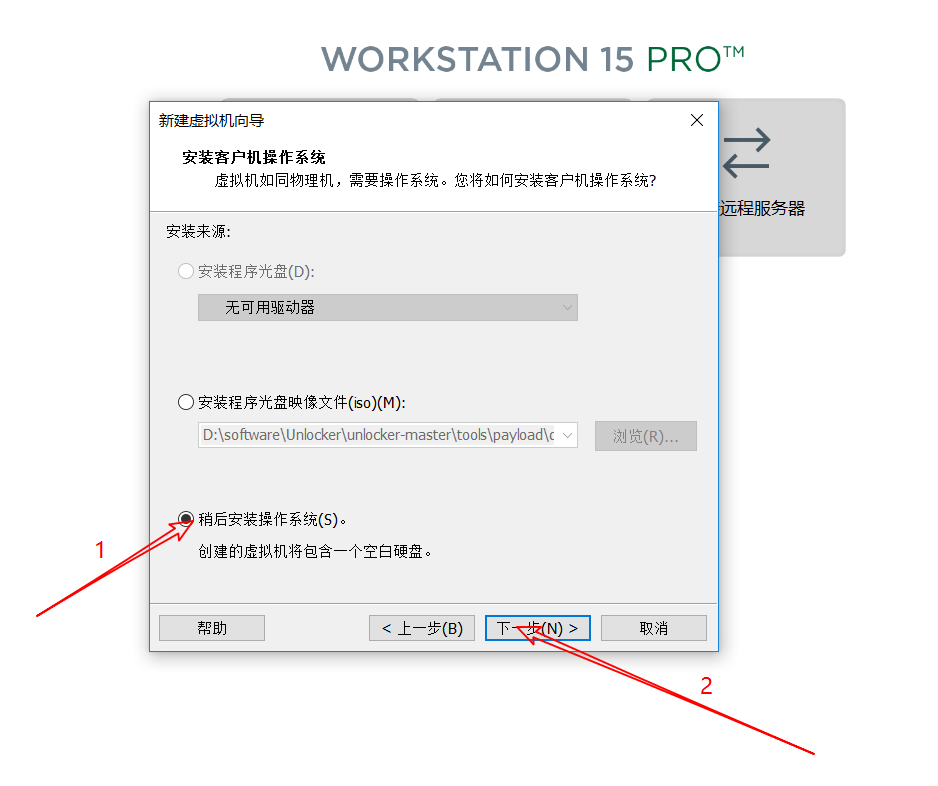 WORKSTATION 15 PRO™
新建虚拟机向导
安装客户机操作系统
虚拟机如同物理机，需要操作系统。您将如何安装客户机操作系统?
远程服务器
安装来源:
安装程序光盘(D):
无可用驱动器
安装程序光盘映像文件(iso)(M):
D:\software\Unlocker\unlocker-master\tools\payload\c
浏览(R)...
稍后安装操作系统(S)。
1
创建的虚拟机将包含一个空白硬盘。
帮助
< 上一步(B)
下一步(N) >
取消
2